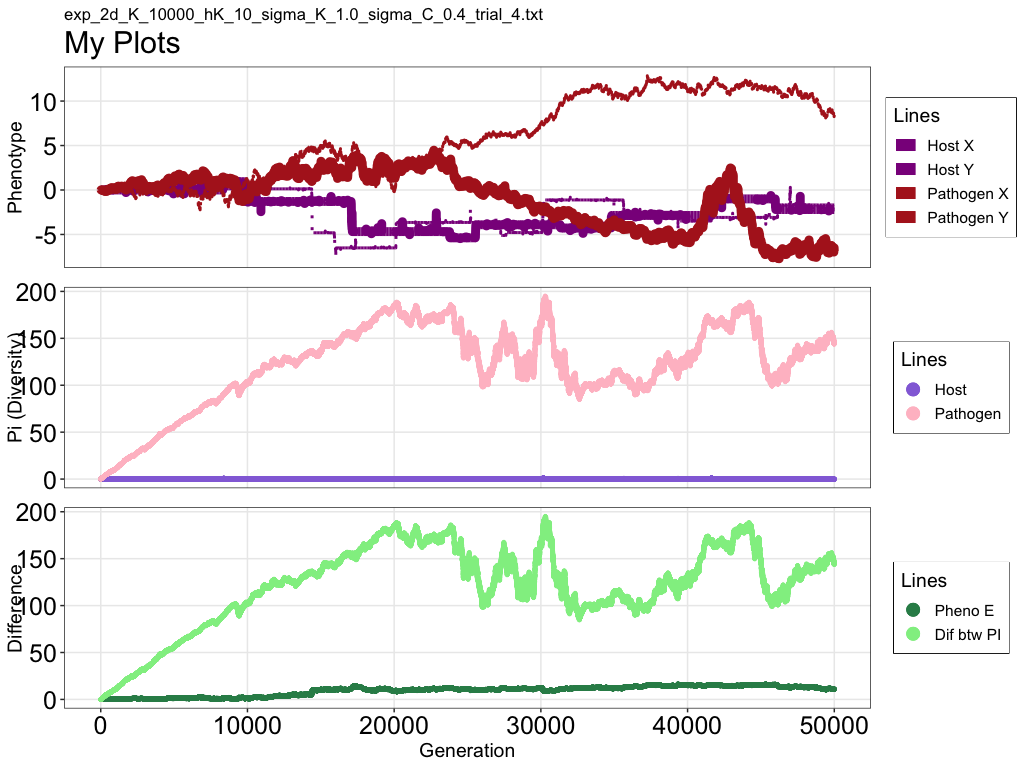 exp_2d_K_10000_hK_10_sigma_K_1.0_sigma_C_0.4_trial_4.txt
My Plots
Phenotype
10
5
0
-5
Lines
Host X
Host Y
Pathogen X
Pathogen Y
Pi (Diversity)
200
150
100
50
0
Lines
Host
Pathogen
Difference
200
150
100
50
0
Lines
Pheno E
Dif btw PI
0 10000 20000 30000 40000 50000
Generation